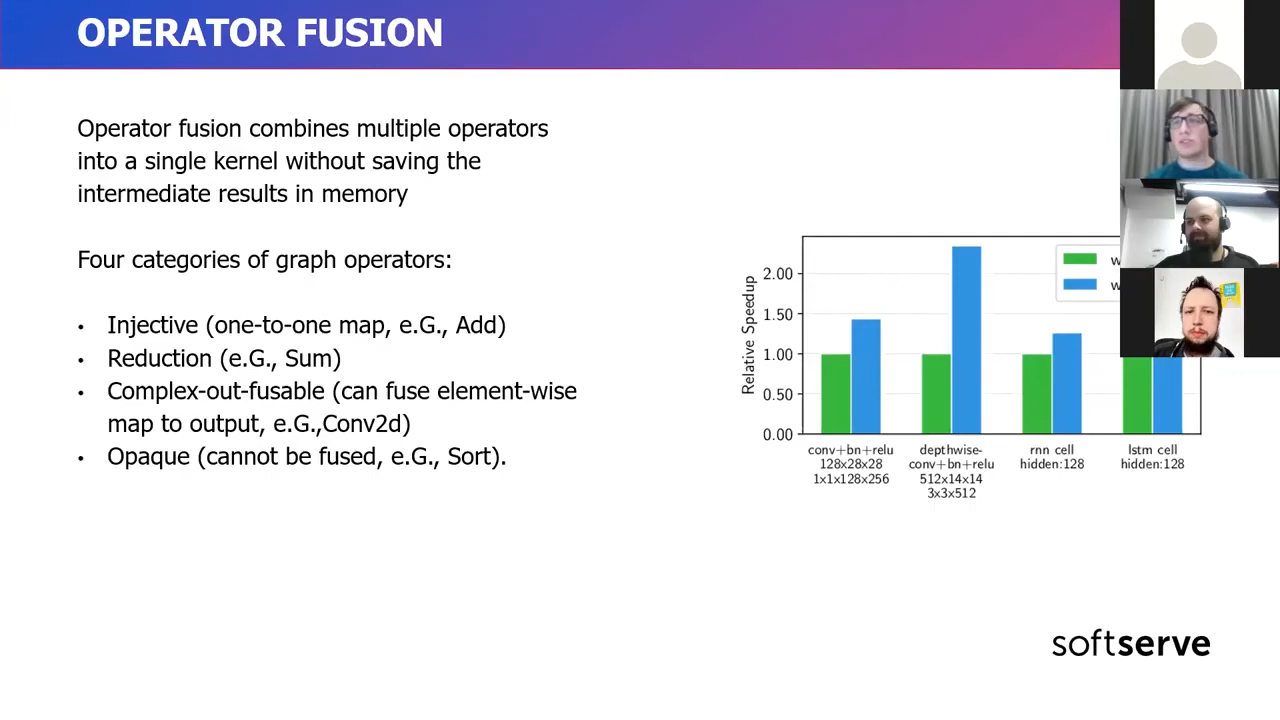 OPERATOR FUSION
Operator fusion combines multiple operators
into a single kernel without saving the
intermediate results in memory
Four categories of graph operators:
• Injective (one-to-one map, e.G., Add)
• Reduction (e.G., Sum)
• Complex-out-fusable (can fuse element-wise
map to output, e.G.,Conv2d)
• Opaque (cannot be fused, e.G., Sort).
Relative Speedup
2.00
1.50
1.00
0.50
0.00
conv+bn+relu
128x28x28
1x1x128x256
depthwise-
conv+bn+relu
512x14x14
3x3x512
rnn cell
hidden:128
lstm cell
hidden:128
softserve